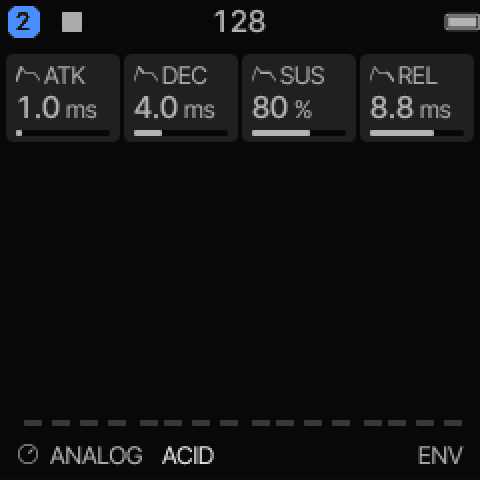 2 128
ATK DEC SUS REL
1.0 ms 4.0 ms 80 % 8.8 ms
ANALOG ACID ENV